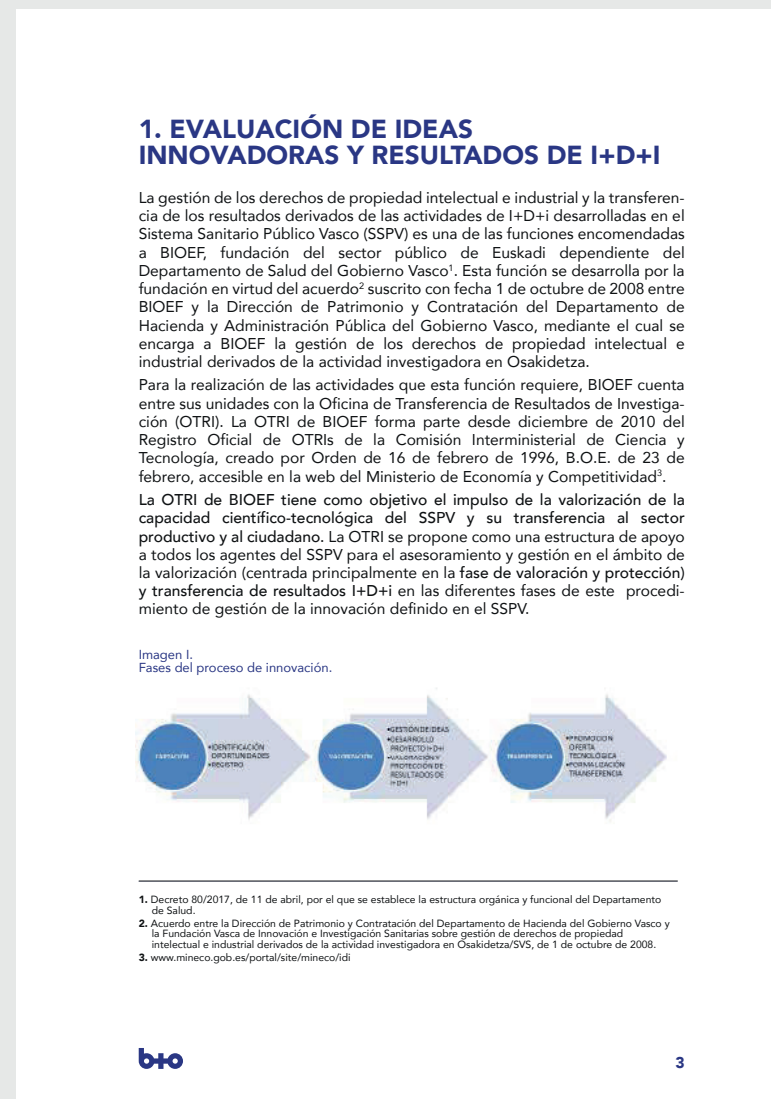 1. EVALUACIÓN DE IDEAS
INNOVADORAS Y RESULTADOS DE I+D+I
La gestión de los derechos de propiedad intelectual e industrial y la transferen-
cia de los resultados derivados de las actividades de I+D+i desarrolladas en el
Sistema Sanitario Público Vasco (SSPV) es una de las funciones encomendadas
a BIOEF, fundación del sector público de Euskadi dependiente del
Departamento de Salud del Gobierno Vasco¹. Esta función se desarrolla por la
fundación en virtud del acuerdo² suscrito con fecha 1 de octubre de 2008 entre
BIOEF y la Dirección de Patrimonio y Contratación del Departamento de
Hacienda y Administración Pública del Gobierno Vasco, mediante el cual se
encarga a BIOEF la gestión de los derechos de propiedad intelectual e
industrial derivados de la actividad investigadora en Osakidetza.
Para la realización de las actividades que esta función requiere, BIOEF cuenta
entre sus unidades con la Oficina de Transferencia de Resultados de Investiga-
ción (OTRI). La OTRI de BIOEF forma parte desde diciembre de 2010 del
Registro Oficial de OTRIs de la Comisión Interministerial de Ciencia y
Tecnología, creado por Orden de 16 de febrero de 1996, B.O.E. de 23 de
febrero, accesible en la web del Ministerio de Economía y Competitividad³.
La OTRI de BIOEF tiene como objetivo el impulso de la valorización de la
capacidad científico-tecnológica del SSPV y su transferencia al sector
productivo y al ciudadano. La OTRI se propone como una estructura de apoyo
a todos los agentes del SSPV para el asesoramiento y gestión en el ámbito de
la valorización (centrada principalmente en la fase de valoración y protección)
y transferencia de resultados I+D+i en las diferentes fases de este procedi-
miento de gestión de la innovación definido en el SSPV.
Imagen I.
Fases del proceso de innovación.
CAPTACIÓN
•IDENTIFICACIÓN
OPORTUNIDADES
•REGISTRO
VALORIZACIÓN
•GESTIÓN DE IDEAS
•DESARROLLO
PROYECTO I+D+I
•VALORACIÓN Y
PROTECCIÓN DE
RESULTADOS DE
I+D+I
TRANSFERENCIA
•PROMOCION
OFERTA
TECNOLÓGICA
•FORMALIZACIÓN
TRANSFERENCIA
1. Decreto 80/2017, de 11 de abril, por el que se establece la estructura orgánica y funcional del Departamento
de Salud.
2. Acuerdo entre la Dirección de Patrimonio y Contratación del Departamento de Hacienda del Gobierno Vasco y
la Fundación Vasca de Innovación e Investigación Sanitarias sobre gestión de derechos de propiedad
intelectual e industrial derivados de la actividad investigadora en Osakidetza/SVS, de 1 de octubre de 2008.
3. www.mineco.gob.es/portal/site/mineco/idi
b+o
3